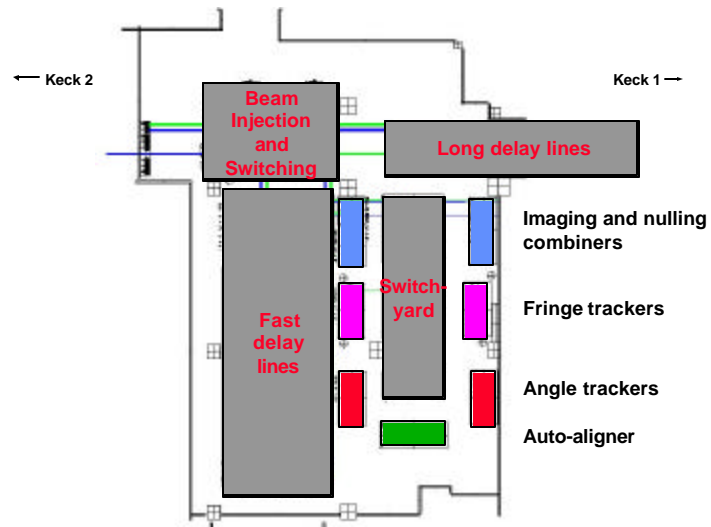 Keck 2
Keck 1
Beam
Injection
and
Switching
Long delay lines
Imaging and nulling
combiners
Switch-
yard
Fringe trackers
Fast
delay
lines
Angle trackers
Auto-aligner